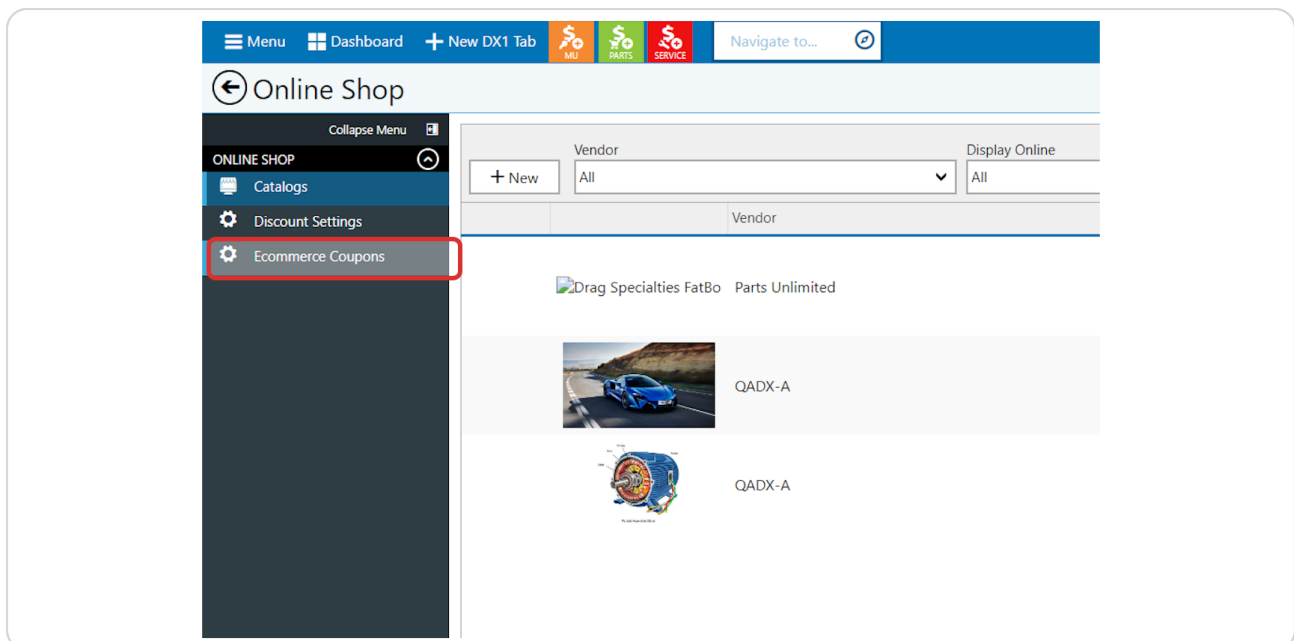 Menu Dashboard New DX1 Tab MU PARTS SERVICE Navigate to...
Online Shop
Collapse Menu
ONLINE SHOP
Catalogs
Discount Settings
Ecommerce Coupons
Vendor Display Online
+ New All All
Vendor
Drag Specialties FatBo Parts Unlimited
QADX-A
QADX-A